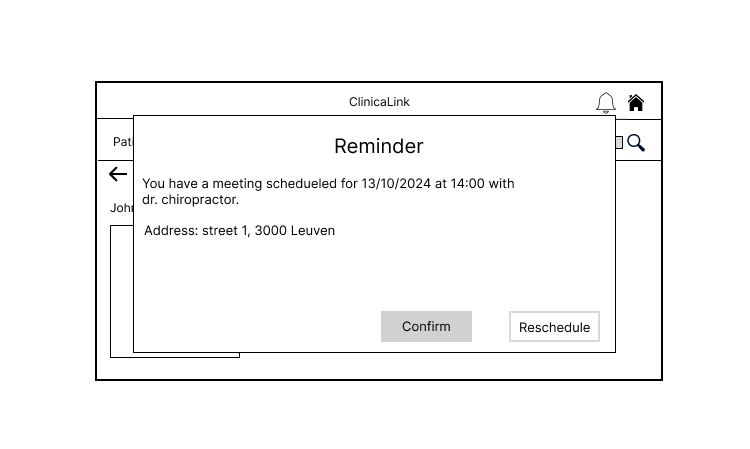 ClinicaLink
Pati
Reminder
You have a meeting schedueled for 13/10/2024 at 14:00 with
dr. chiropractor.
John
Address: street 1, 3000 Leuven
Confirm
Reschedule